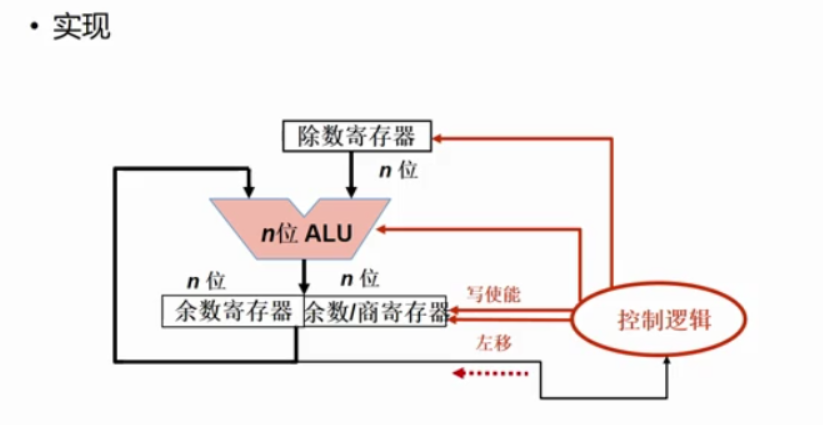 • 实现
除数寄存器
n 位
n位 ALU
n 位
n 位
余数寄存器
余数/商寄存器
写使能
控制逻辑
左移